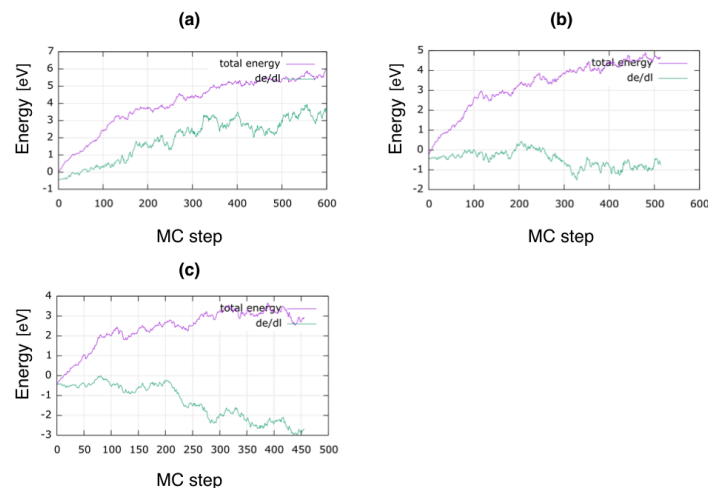 (a)
7
6
5
4
3
2
1
0
-1
total energy
de/dl
Energy [eV]
0 100 200 300 400 500 600
MC step
(b)
5
4
3
2
1
0
-1
-2
total energy
de/dl
Energy [eV]
0 100 200 300 400 500 600
MC step
(c)
4
3
2
1
0
-1
-2
-3
total energy
de/dl
Energy [eV]
0 50 100 150 200 250 300 350 400 450 500
MC step